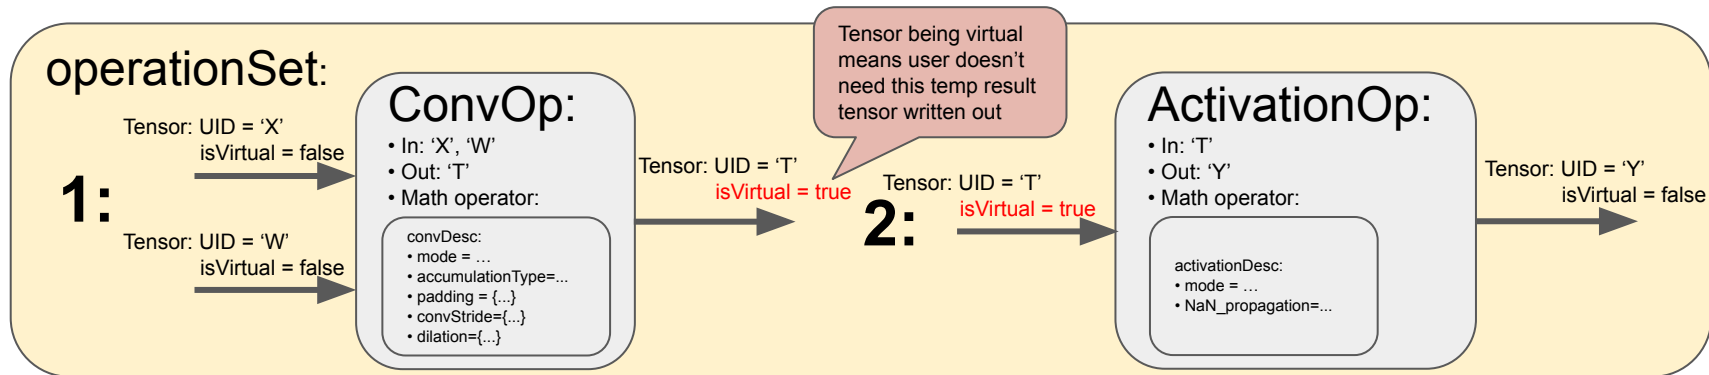 operationSet:
1:
Tensor: UID = ‘X’
isVirtual = false
Tensor: UID = ‘W’
isVirtual = false
ConvOp:
• In: ‘X’, ‘W’
• Out: ‘T’
• Math operator:
convDesc:
• mode = …
• accumulationType=...
• padding = {...}
• convStride={...}
• dilation={...}
Tensor: UID = ‘T’
isVirtual = true
Tensor being virtual
means user doesn’t
need this temp result
tensor written out
2:
Tensor: UID = ‘T’
isVirtual = true
ActivationOp:
• In: ‘T’
• Out: ‘Y’
• Math operator:
activationDesc:
• mode = …
• NaN_propagation=...
Tensor: UID = ‘Y’
isVirtual = false